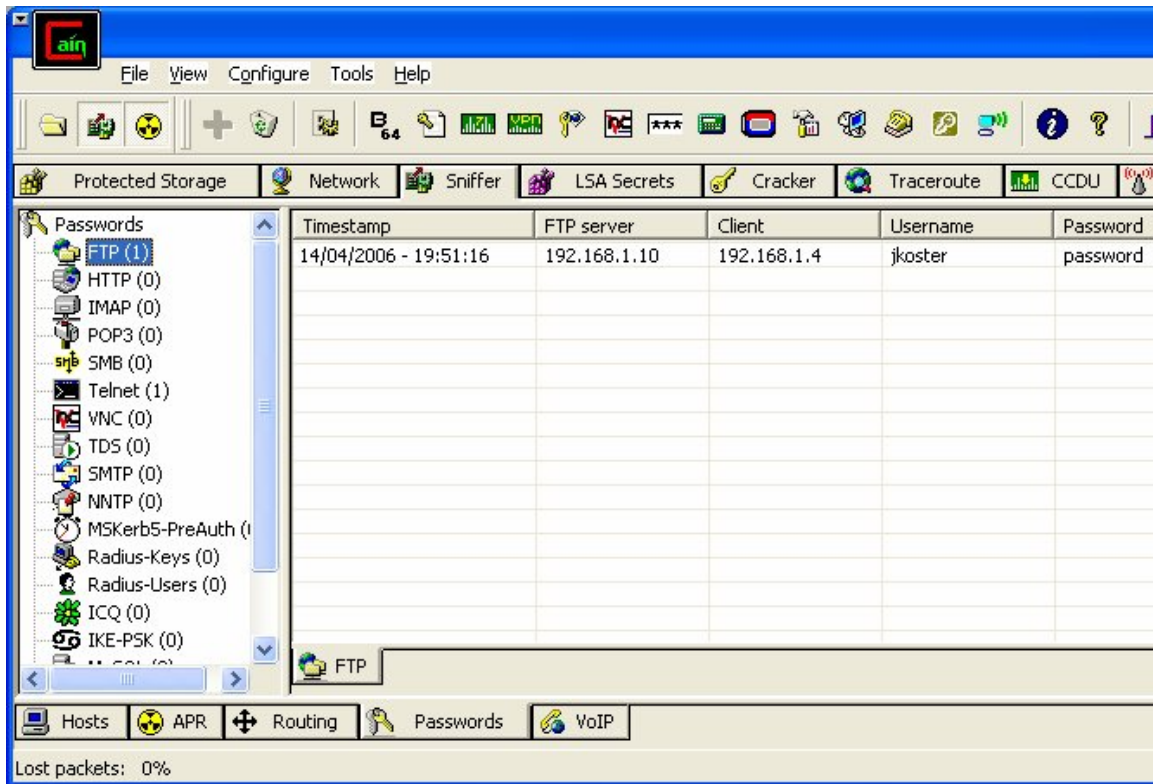 Cain
File View Configure Tools Help
B 64
Protected Storage Network Sniffer LSA Secrets Cracker Traceroute CCDU
Passwords
FTP (1)
HTTP (0)
IMAP (0)
POP3 (0)
SMB (0)
Telnet (1)
VNC (0)
TDS (0)
SMTP (0)
NNTP (0)
MSKerb5-PreAuth (
Radius-Keys (0)
Radius-Users (0)
ICQ (0)
IKE-PSK (0)
Timestamp FTP server Client Username Password
14/04/2006 - 19:51:16 192.168.1.10 192.168.1.4 jkoster password
FTP
Hosts APR Routing Passwords VoIP
Lost packets: 0%